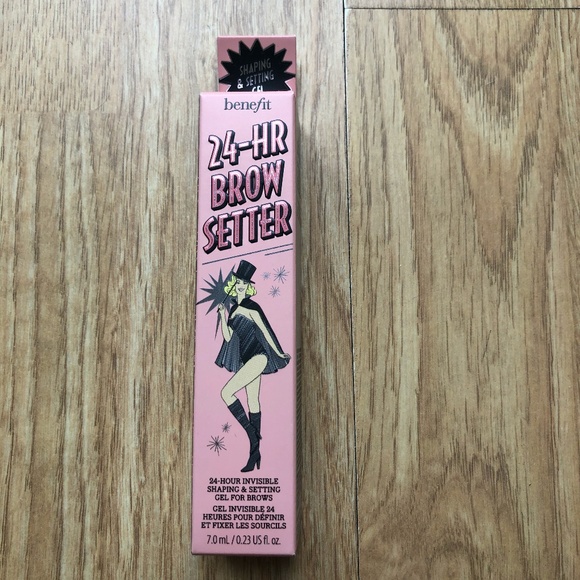 SHAPING
& SETTING
GEL
benefit
24-HR
BROW
SETTER
24-HOUR INVISIBLE
SHAPING & SETTING
GEL FOR BROWS
GEL INVISIBLE 24
HEURES POUR DÉFINIR
ET FIXER LES SOURCILS
7.0 mL / 0.23 US fl. oz.